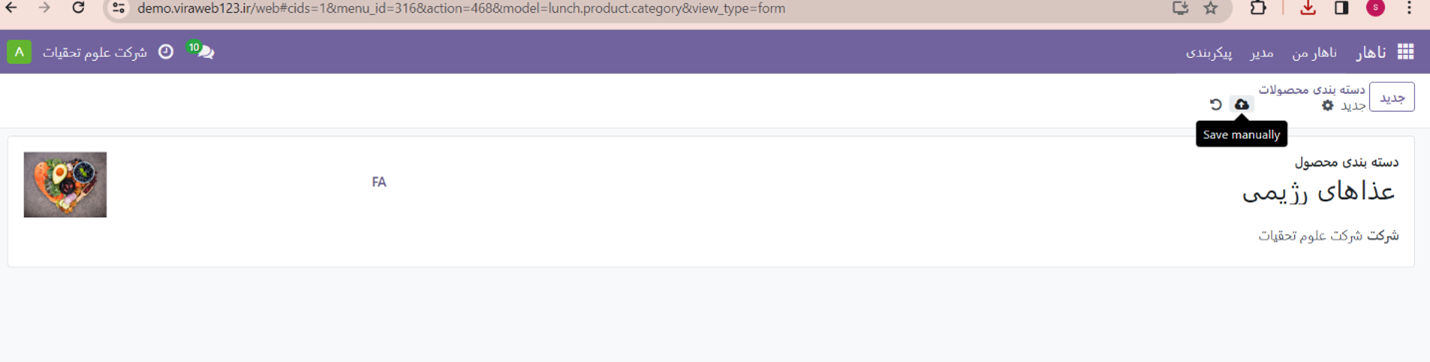 demo.viraweb123.ir/web#cids=1&menu_id=316&action=468&model=lunch.product.category&view_type=form
S
ناهار ناهار من مدیر پیکربندی
10 شرکت علوم تحقیات A
جدید دسته بندی محصولات
جدید
Save manually
دسته بندی محصول
عذاهای رژیمی
FA
شرکت شرکت علوم تحقیات